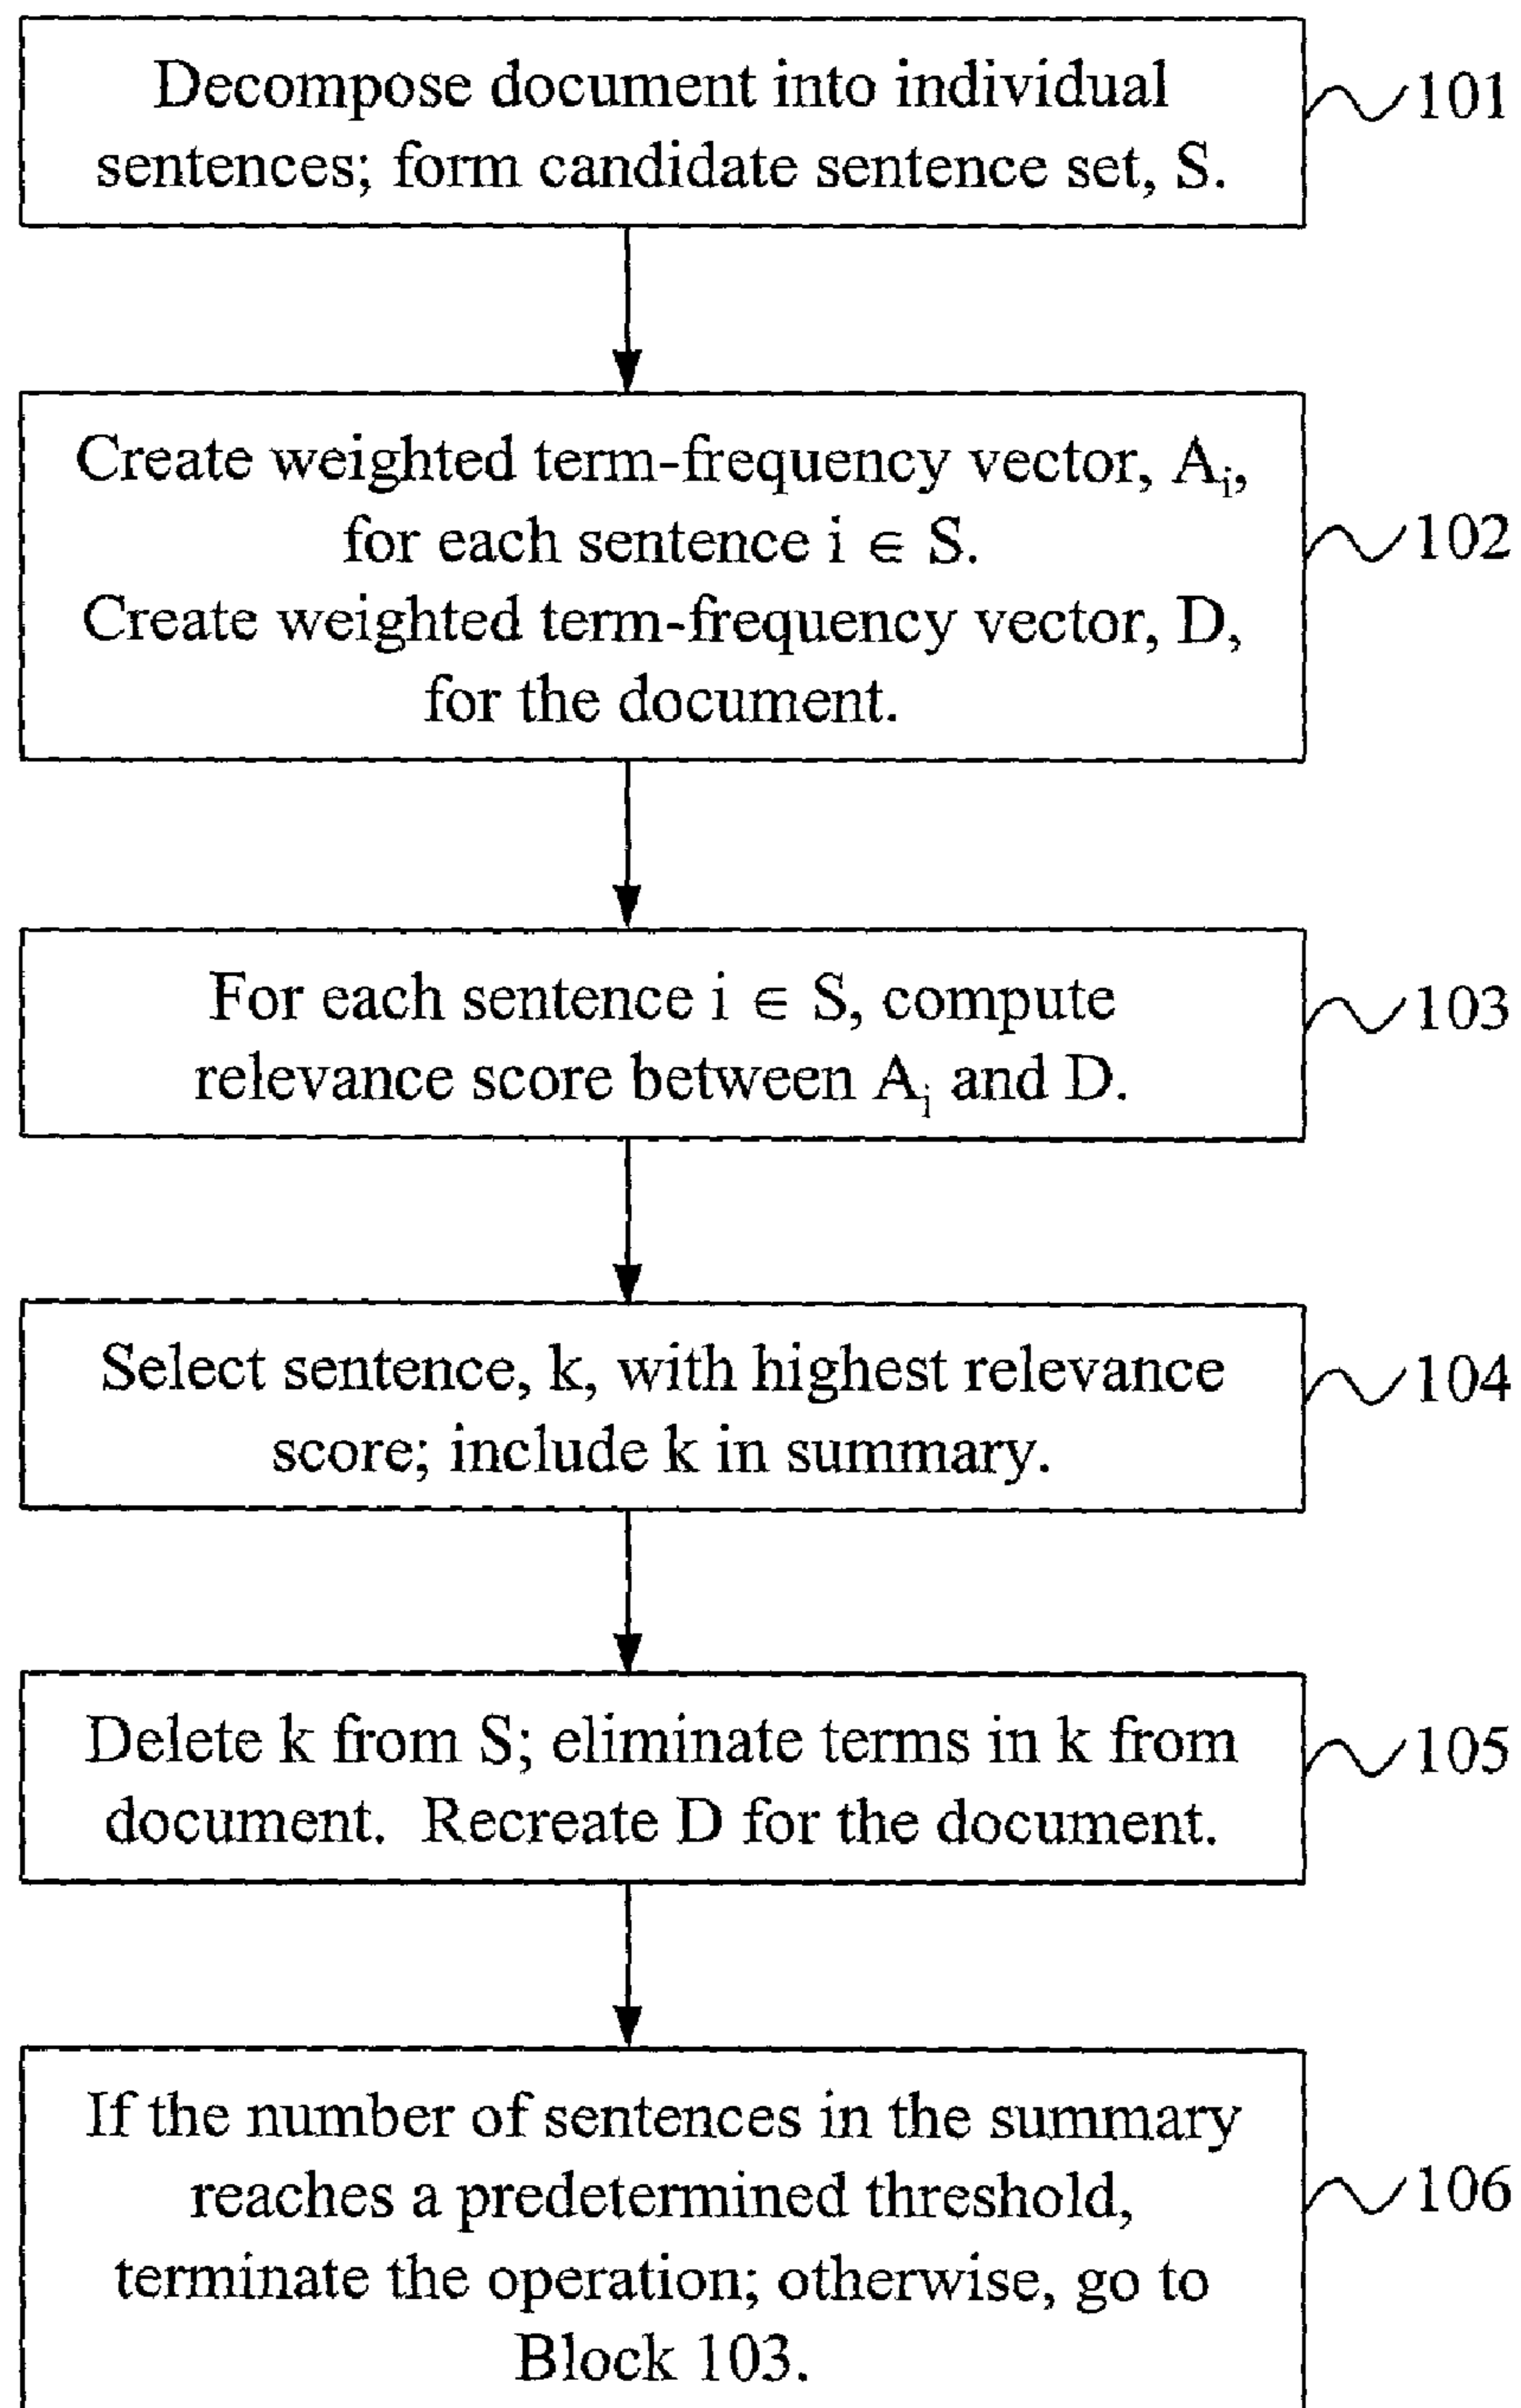 Decompose document into individual
sentences; form candidate sentence set, S.
101
Create weighted term-frequency vector, Aᵢ,
for each sentence i ∈ S.
Create weighted term-frequency vector, D,
for the document.
102
For each sentence i ∈ S, compute
relevance score between Aᵢ and D.
103
Select sentence, k, with highest relevance
score; include k in summary.
104
Delete k from S; eliminate terms in k from
document. Recreate D for the document.
105
If the number of sentences in the summary
reaches a predetermined threshold,
terminate the operation; otherwise, go to
Block 103.
106